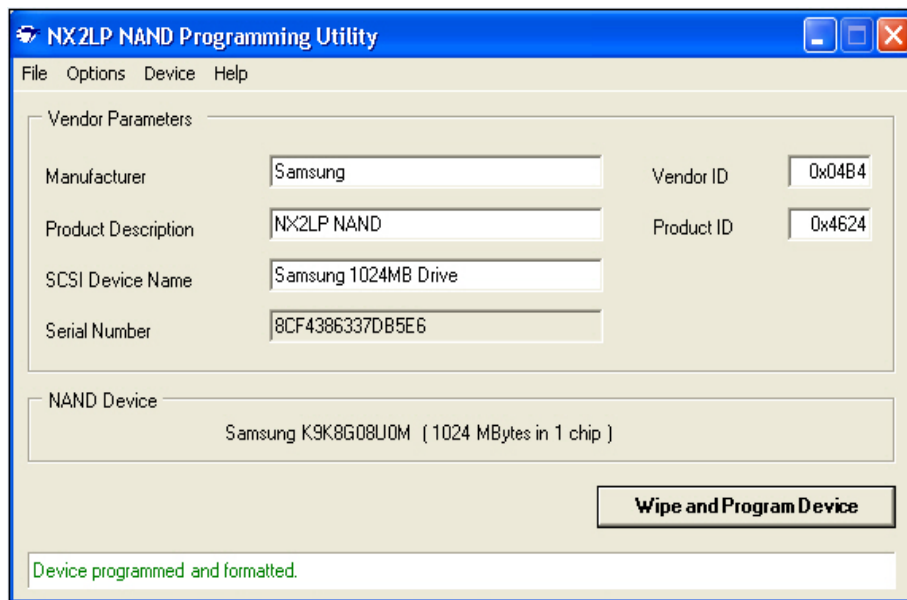 NX2LP NAND Programming Utility
File Options Device Help
Vendor Parameters
Manufacturer Samsung Vendor ID 0x04B4
Product Description NX2LP NAND Product ID 0x4624
SCSI Device Name Samsung 1024MB Drive
Serial Number 8CF4386337DB5E6
NAND Device
Samsung K9K8G08U0M ( 1024 MBytes in 1 chip )
Wipe and Program Device
Device programmed and formatted.